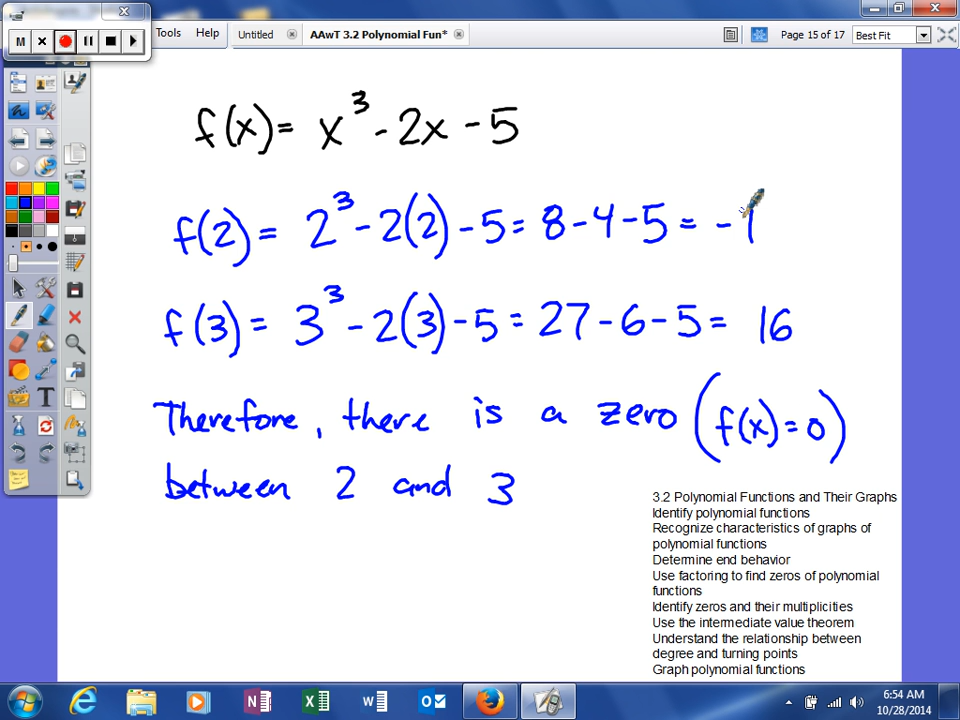 M
Tools Help Untitled AAwT 3.2 Polynomial Fun* Page 15 of 17 Best Fit
f(x) = x³ - 2x - 5
f(2) = 2³ - 2(2) - 5 = 8 - 4 - 5 = -1
f(3) = 3³ - 2(3) - 5 = 27 - 6 - 5 = 16
Therefore, there is a zero (f(x) = 0)
between 2 and 3
3.2 Polynomial Functions and Their Graphs
Identify polynomial functions
Recognize characteristics of graphs of
polynomial functions
Determine end behavior
Use factoring to find zeros of polynomial
functions
Identify zeros and their multiplicities
Use the intermediate value theorem
Understand the relationship between
degree and turning points
Graph polynomial functions
6:54 AM
10/28/2014